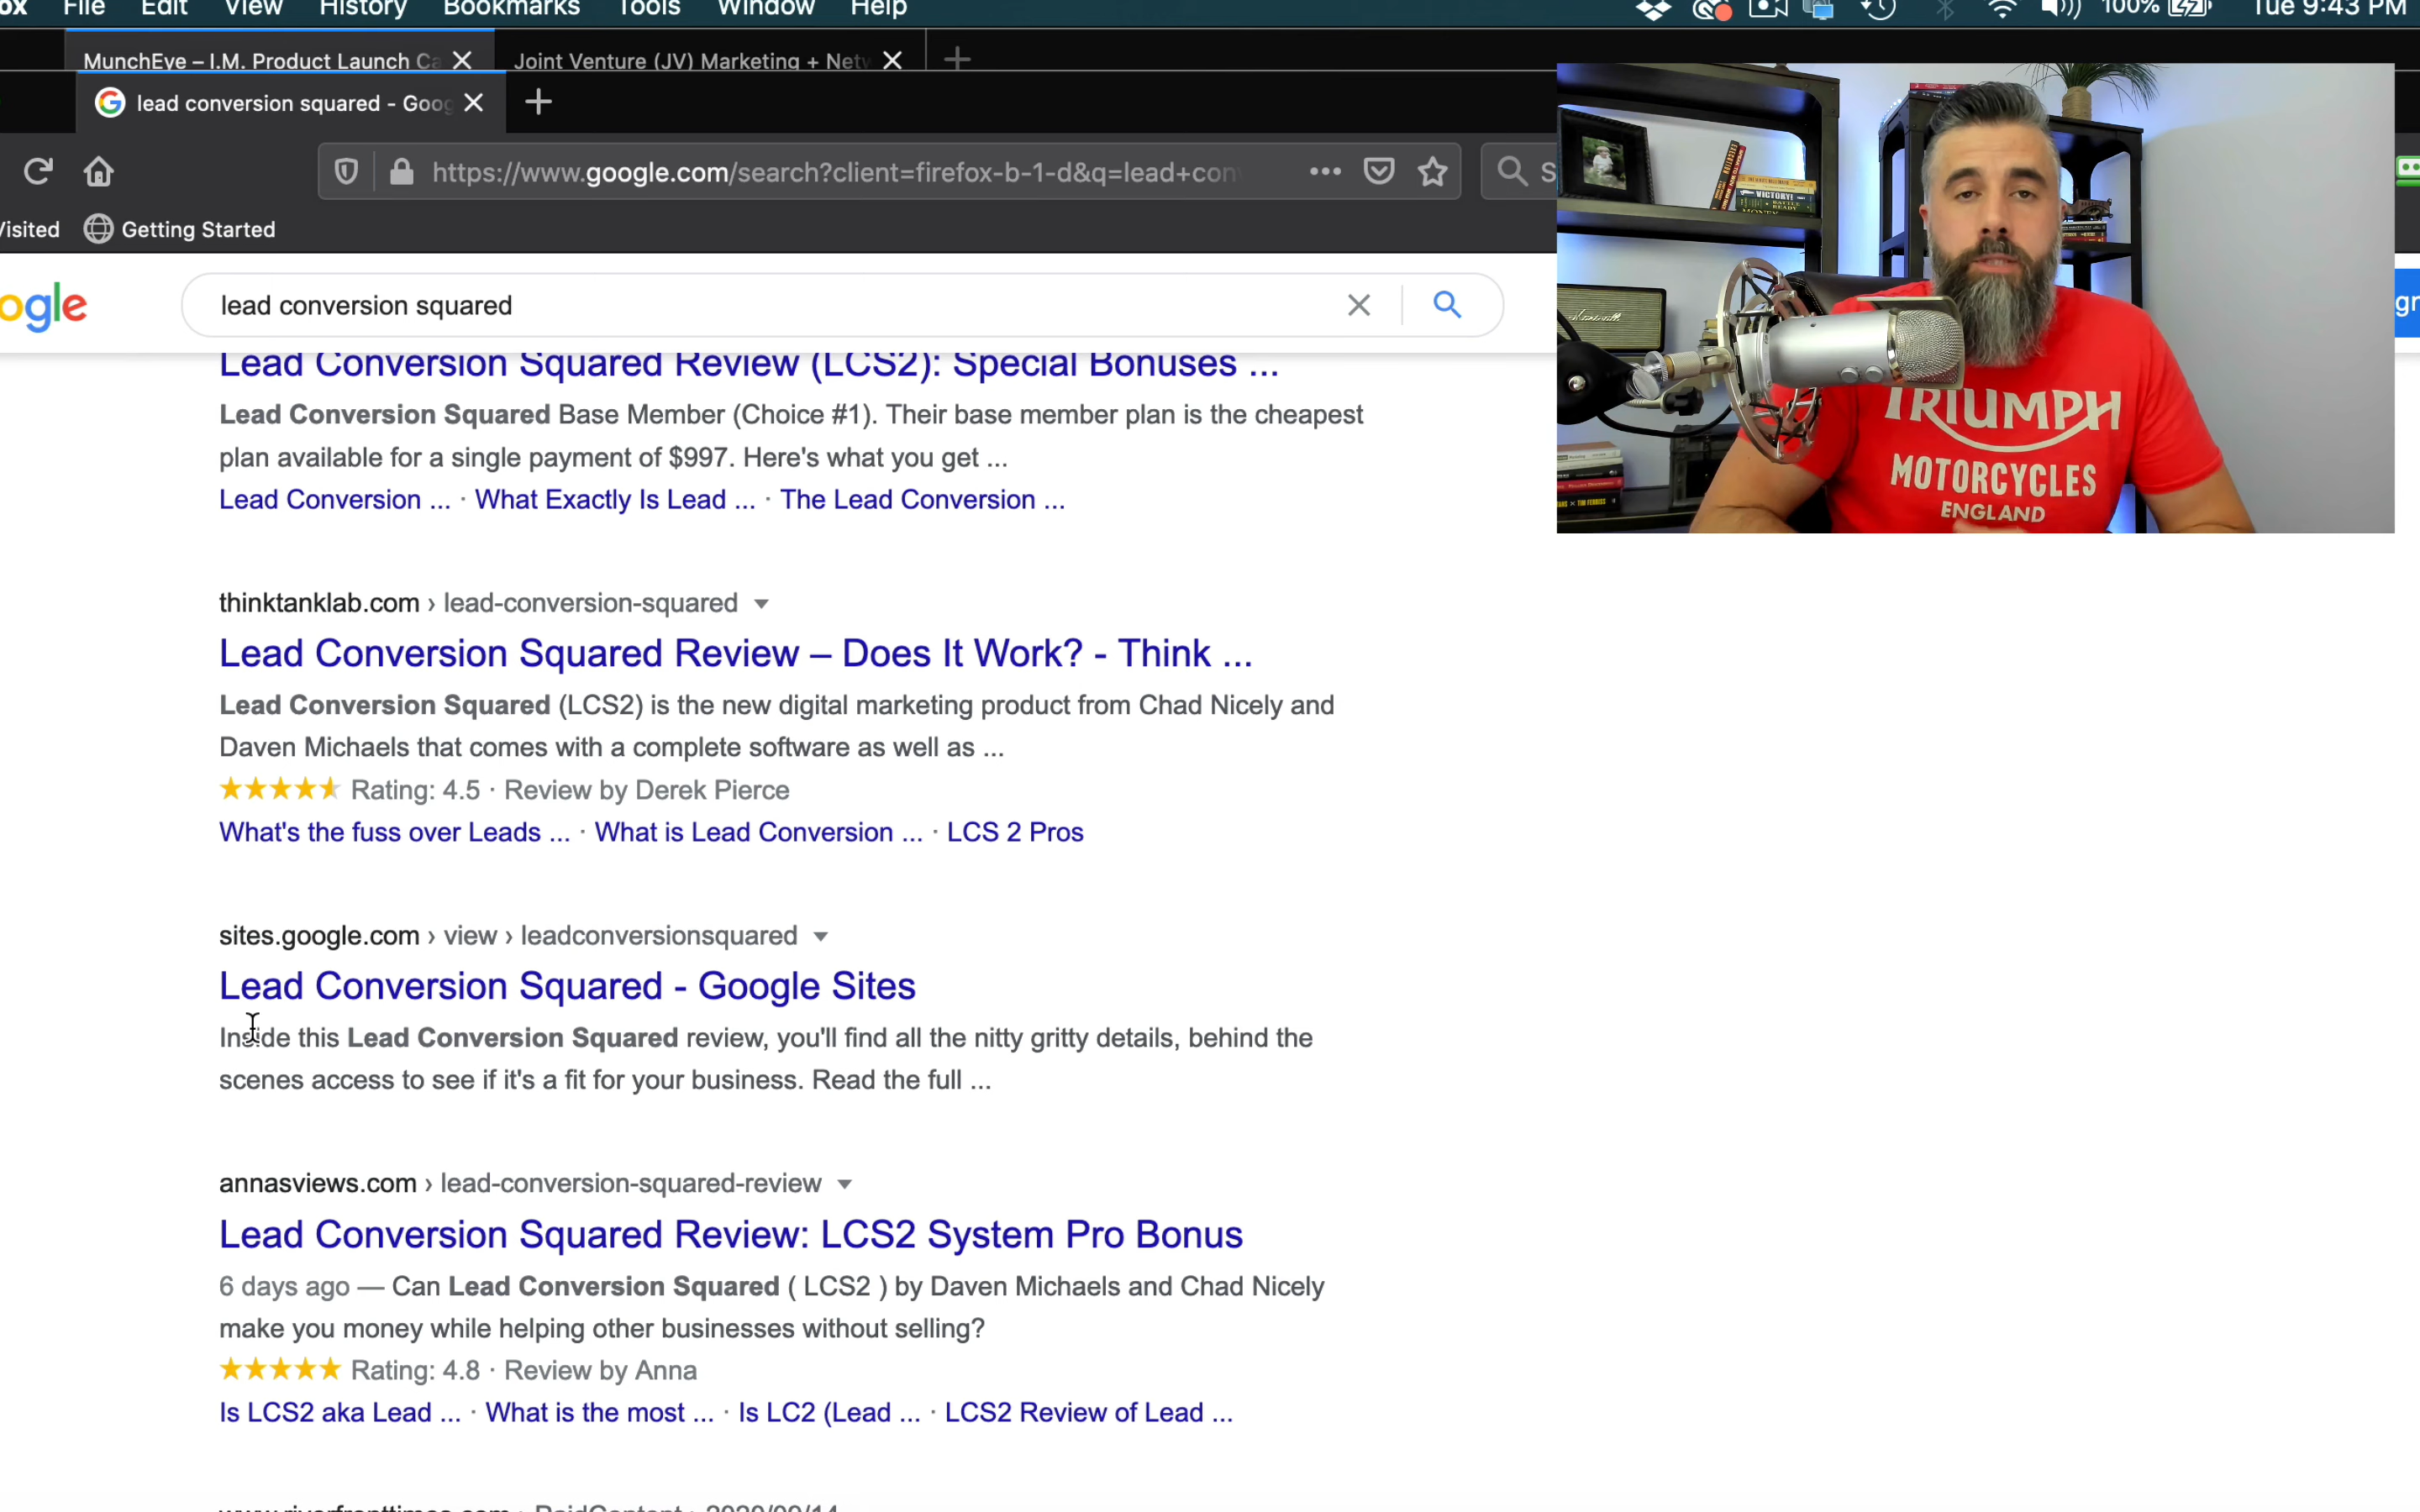 File Edit View History Bookmarks Tools Window Help 100% Tue 9:43 PM
MunchEye – I.M. Product Launch Ca Joint Venture (JV) Marketing + Netw
lead conversion squared - Goog
https://www.google.com/search?client=firefox-b-1-d&q=lead+con S
Visited Getting Started
ogle lead conversion squared
Lead Conversion Squared Review (LCS2): Special Bonuses ...
Lead Conversion Squared Base Member (Choice #1). Their base member plan is the cheapest
plan available for a single payment of $997. Here's what you get ...
Lead Conversion ... · What Exactly Is Lead ... · The Lead Conversion ...
thinktanklab.com › lead-conversion-squared
Lead Conversion Squared Review – Does It Work? - Think ...
Lead Conversion Squared (LCS2) is the new digital marketing product from Chad Nicely and
Daven Michaels that comes with a complete software as well as ...
Rating: 4.5 · Review by Derek Pierce
What's the fuss over Leads ... · What is Lead Conversion ... · LCS 2 Pros
sites.google.com › view › leadconversionsquared
Lead Conversion Squared - Google Sites
Inside this Lead Conversion Squared review, you'll find all the nitty gritty details, behind the
scenes access to see if it's a fit for your business. Read the full ...
annasviews.com › lead-conversion-squared-review
Lead Conversion Squared Review: LCS2 System Pro Bonus
6 days ago — Can Lead Conversion Squared ( LCS2 ) by Daven Michaels and Chad Nicely
make you money while helping other businesses without selling?
Rating: 4.8 · Review by Anna
Is LCS2 aka Lead ... · What is the most ... · Is LC2 (Lead ... · LCS2 Review of Lead ...
VICTORY!
BATTLE
READY
MONEY
Marshall
TRIUMPH
MOTORCYCLES
ENGLAND